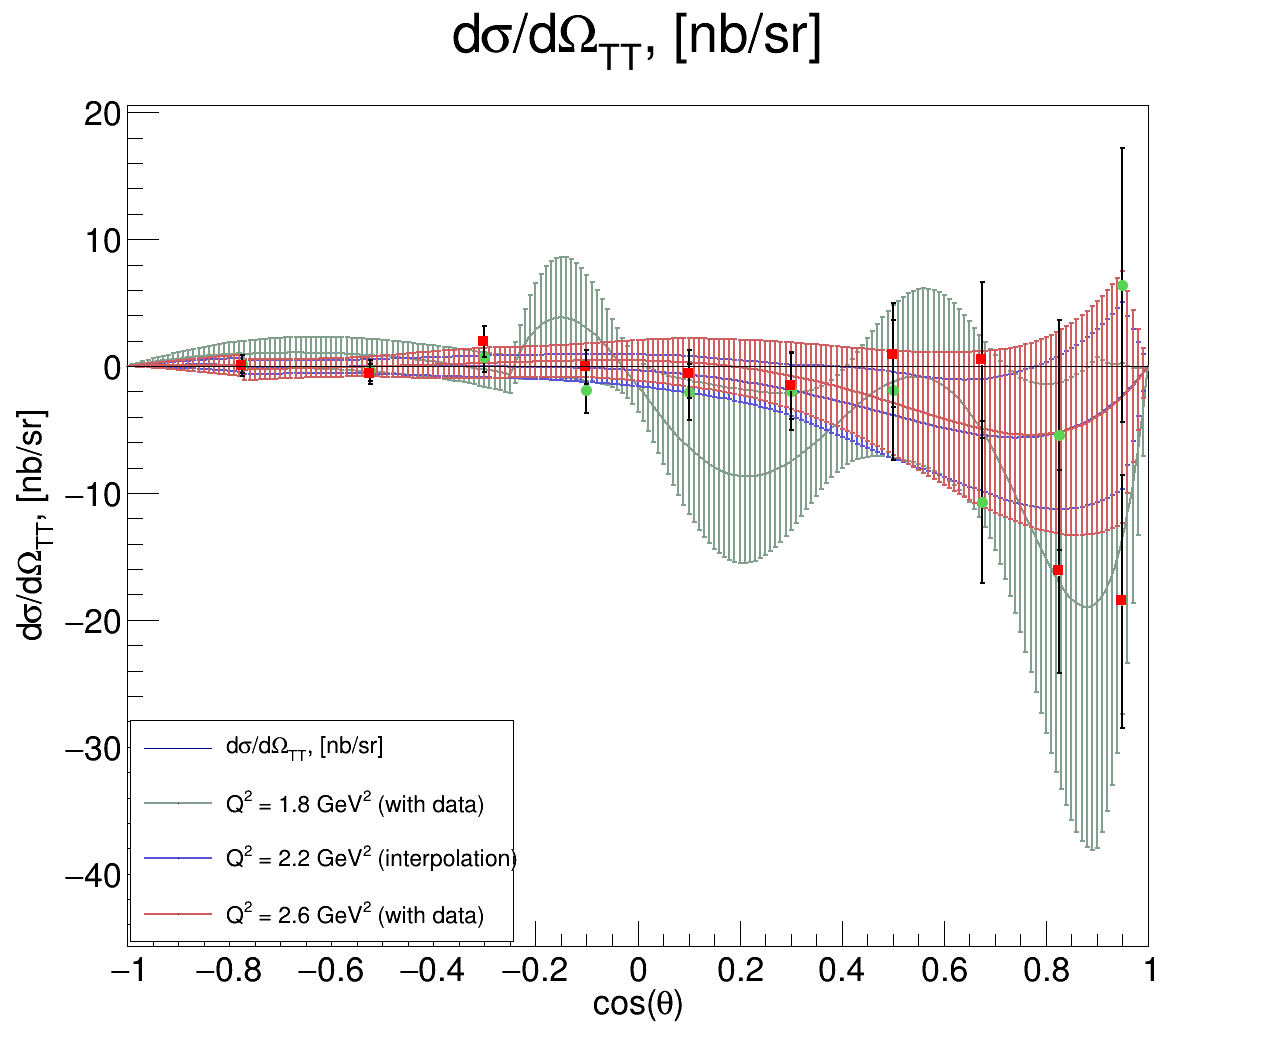 dσ/dΩ_TT, [nb/sr]
20
10
0
−10
−20
−30
−40
dσ/dΩ_TT, [nb/sr]
dσ/dΩ_TT, [nb/sr]
Q² = 1.8 GeV² (with data)
Q² = 2.2 GeV² (interpolation)
Q² = 2.6 GeV² (with data)
−1 −0.8 −0.6 −0.4 −0.2 0 0.2 0.4 0.6 0.8 1
cos(θ)